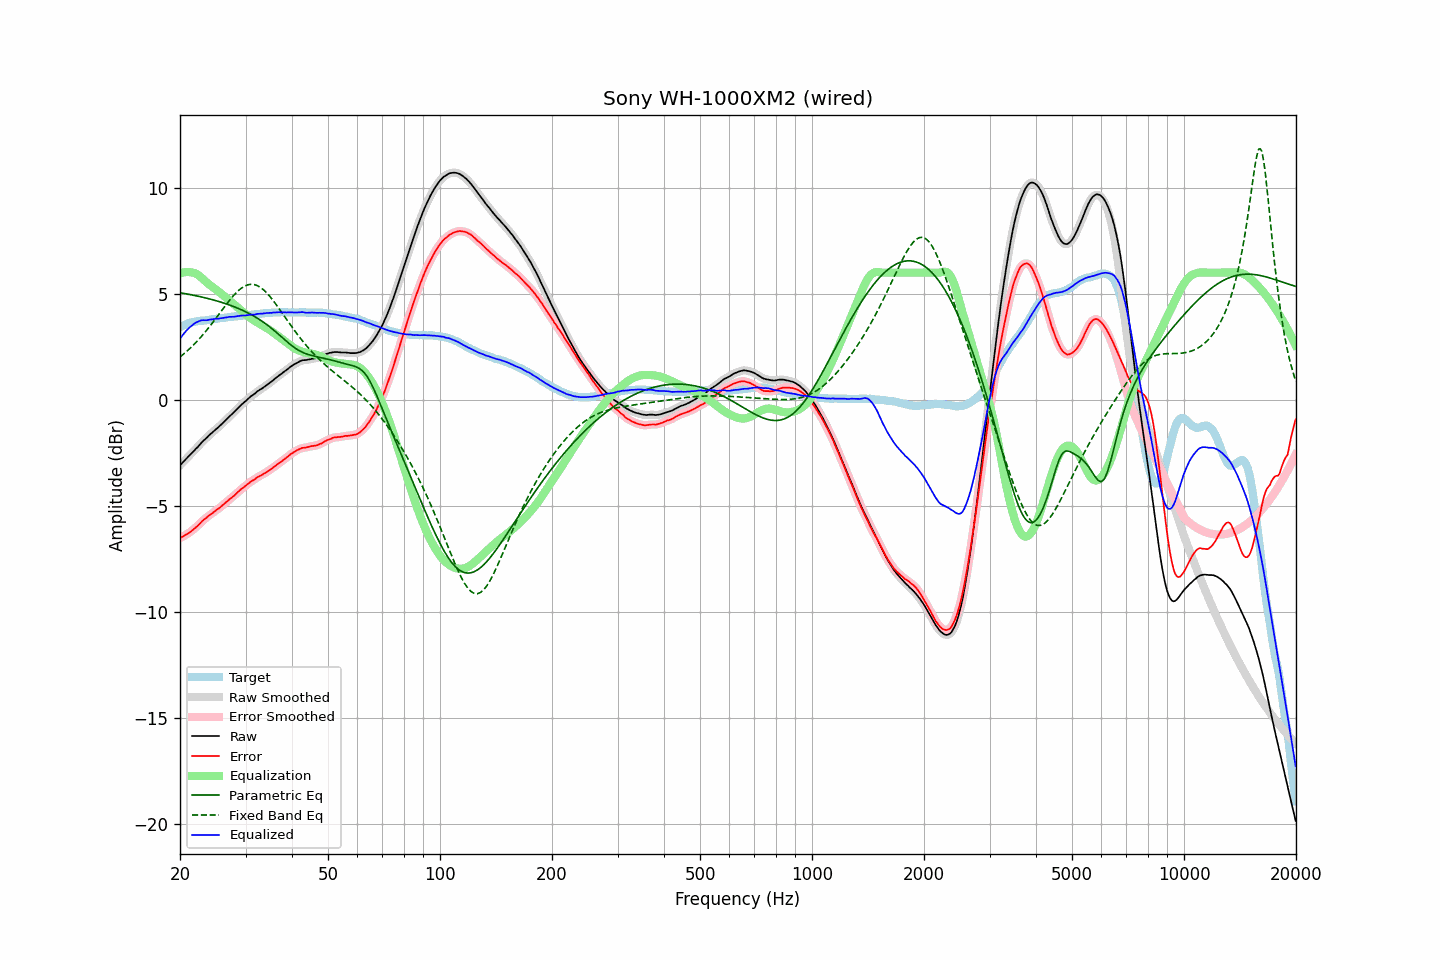 Sony WH-1000XM2 (wired)
Amplitude (dBr)
10
5
0
−5
−10
−15
−20
Target
Raw Smoothed
Error Smoothed
Raw
Error
Equalization
Parametric Eq
Fixed Band Eq
Equalized
20 50 100 200 500 1000 2000 5000 10000 20000
Frequency (Hz)